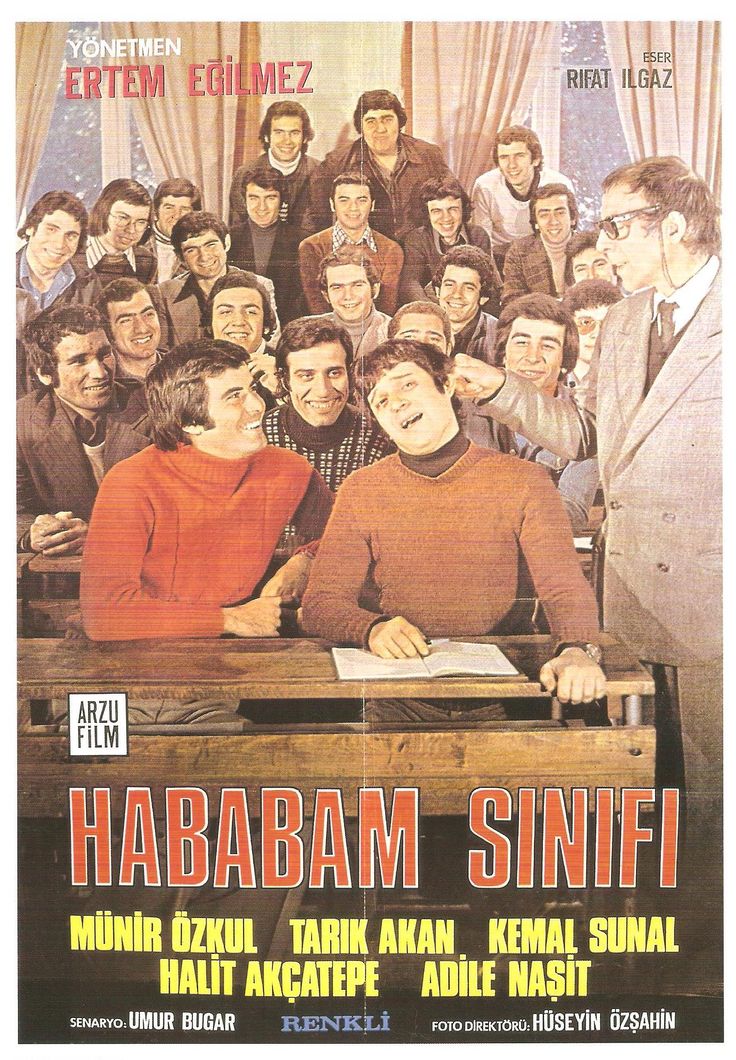 YÖNETMEN
ERTEM EĞİLMEZ
ESER
RIFAT ILGAZ
ARZU
FİLM
HABABAM SINIFI
MÜNİR ÖZKUL TARIK AKAN KEMAL SUNAL
HALİT AKÇATEPE ADİLE NAŞİT
SENARYO: UMUR BUGAR RENKLİ FOTO DİREKTÖRÜ: HÜSEYİN ÖZŞAHİN